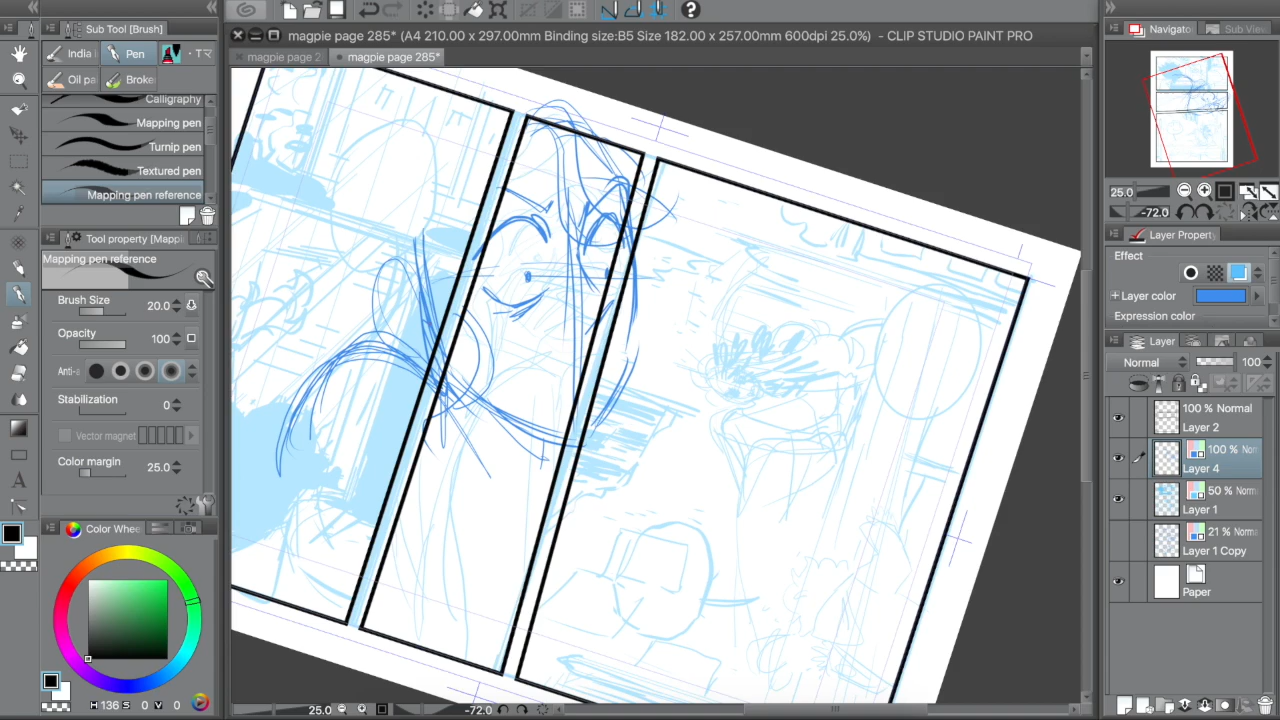 Sub Tool [Brush]
India
Pen
Oil pa
Broke
Calligraphy
Mapping pen
Turnip pen
Textured pen
Mapping pen reference
Tool property [Mappi
Mapping pen reference
Brush Size 20.0
Opacity 100
Anti-a
Stabilization 0
Vector magnet
Color margin 25.0
Color Whee
H 136 S 0 V 0
magpie page 285* (A4 210.00 x 297.00mm Binding size:B5 Size 182.00 x 257.00mm 600dpi 25.0%) - CLIP STUDIO PAINT PRO
magpie page 2
magpie page 285*
25.0
-72.0
Navigato
Sub View
25.0
-72.0
Layer Property
Effect
Layer color
Expression color
Layer
Normal 100
100 % Normal
Layer 2
100 % Nor
Layer 4
50 % Norm
Layer 1
21 % Norm
Layer 1 Copy
Paper